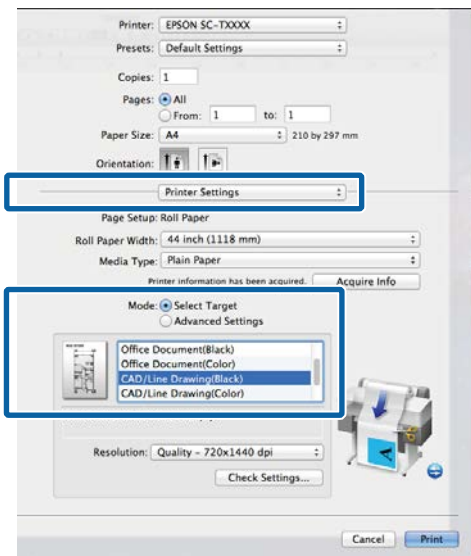 Printer: EPSON SC-TXXXX
Presets: Default Settings
Copies: 1
Pages: All
From: 1 to: 1
Paper Size: A4 210 by 297 mm
Orientation:
Printer Settings
Page Setup: Roll Paper
Roll Paper Width: 44 inch (1118 mm)
Media Type: Plain Paper
Printer information has been acquired. Acquire Info
Mode: Select Target
Advanced Settings
Office Document(Black)
Office Document(Color)
CAD/Line Drawing(Black)
CAD/Line Drawing(Color)
Resolution: Quality - 720x1440 dpi
Check Settings...
Cancel Print